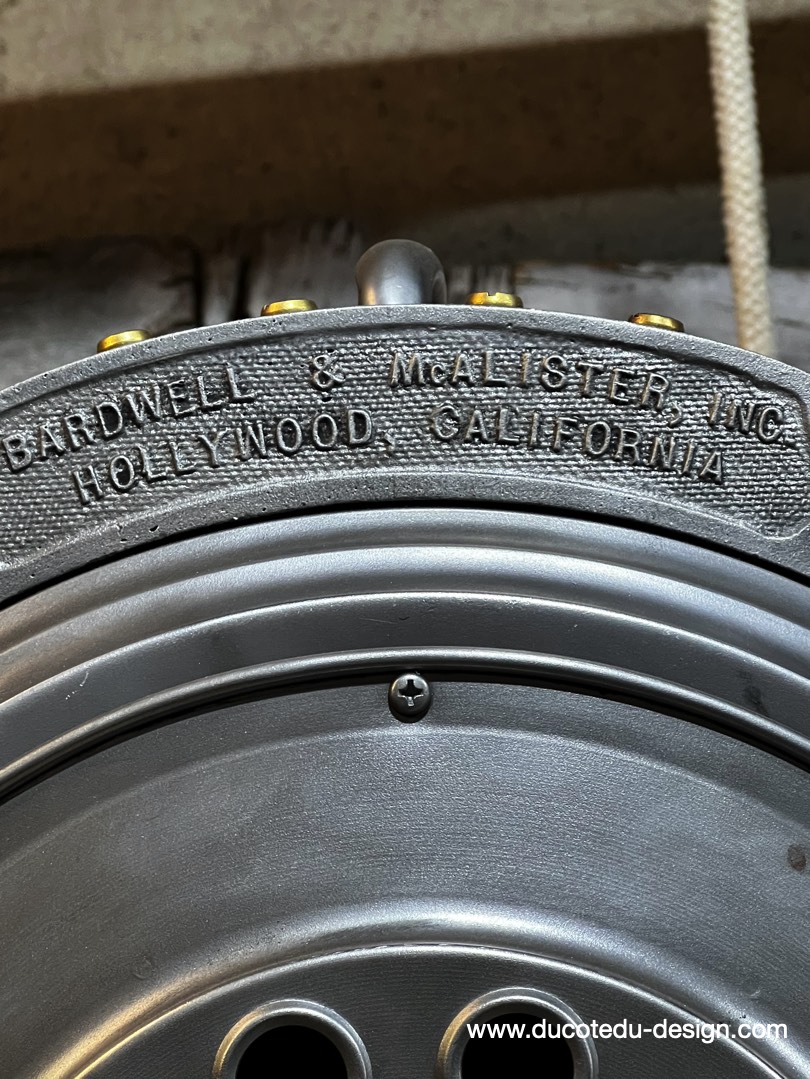 BARDWELL & McALISTER, INC.
HOLLYWOOD, CALIFORNIA
www.ducotedu-design.com